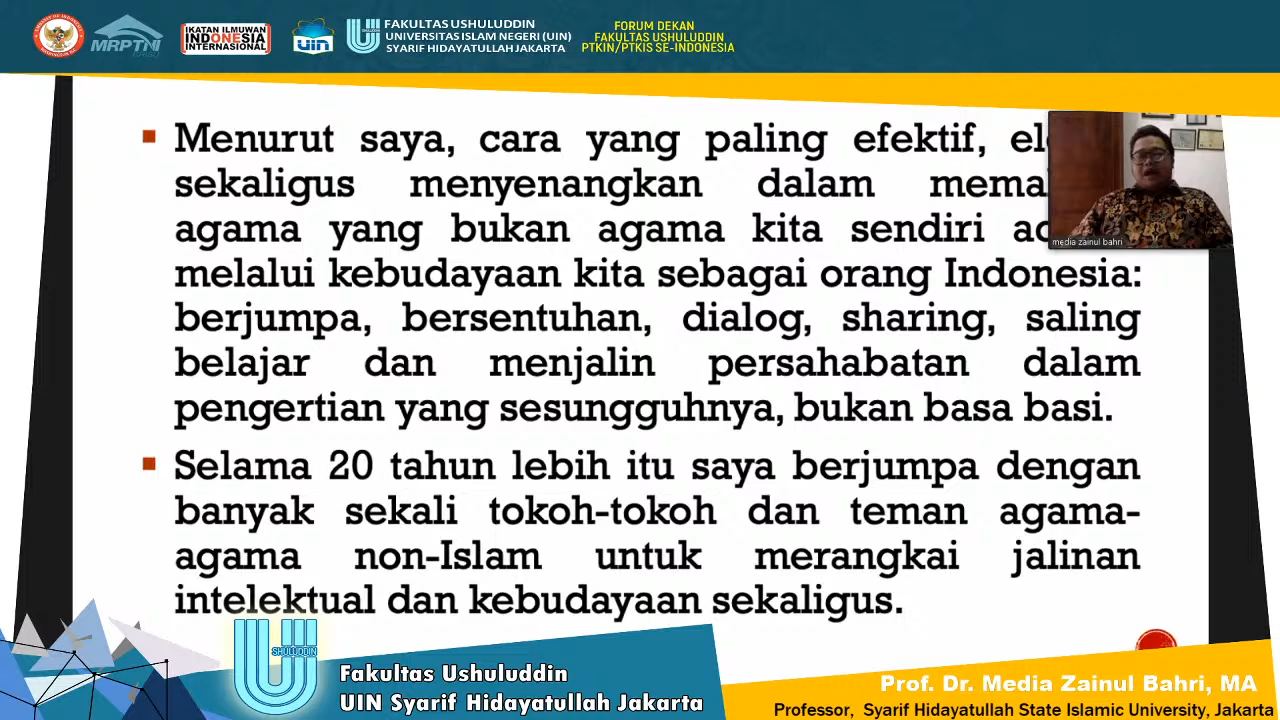 MRPTNI
IKATAN ILMUWAN
INDONESIA
INTERNASIONAL
uin
FAKULTAS USHULUDDIN
UNIVERSITAS ISLAM NEGERI (UIN)
SYARIF HIDAYATULLAH JAKARTA
FORUM DEKAN
FAKULTAS USHULUDDIN
PTKIN/PTKIS SE-INDONESIA
Menurut saya, cara yang paling efektif,
sekaligus menyenangkan dalam
agama yang bukan agama kita sendiri
melalui kebudayaan kita sebagai orang Indonesia:
berjumpa, bersentuhan, dialog, sharing, saling
belajar dan menjalin persahabatan dalam
pengertian yang sesungguhnya, bukan basa basi.
Selama 20 tahun lebih itu saya berjumpa dengan
banyak sekali tokoh-tokoh dan teman agama-
agama non-Islam untuk merangkai jalinan
intelektual dan kebudayaan sekaligus.
media zainul bahri
USHULUDDIN
Fakultas Ushuluddin
UIN Syarif Hidayatullah Jakarta
Prof. Dr. Media Zainul Bahri, MA
Professor, Syarif Hidayatullah State Islamic University, Jakarta